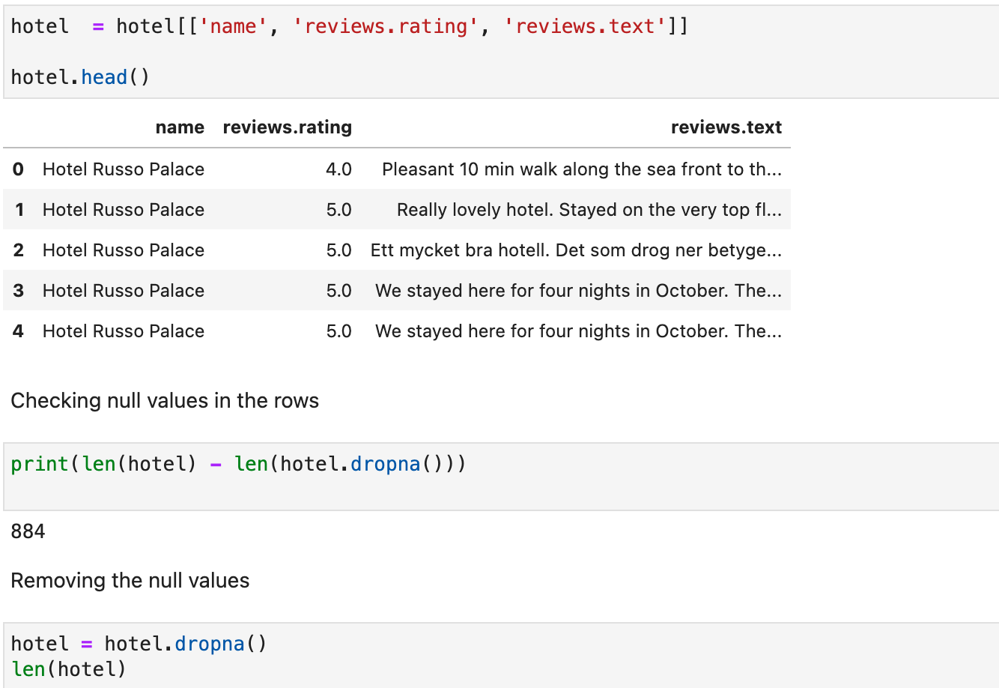 hotel  = hotel[['name', 'reviews.rating', 'reviews.text']]
hotel.head()
name reviews.rating reviews.text
0 Hotel Russo Palace 4.0 Pleasant 10 min walk along the sea front to th...
1 Hotel Russo Palace 5.0 Really lovely hotel. Stayed on the very top fl...
2 Hotel Russo Palace 5.0 Ett mycket bra hotell. Det som drog ner betyge...
3 Hotel Russo Palace 5.0 We stayed here for four nights in October. The...
4 Hotel Russo Palace 5.0 We stayed here for four nights in October. The...
Checking null values in the rows
print(len(hotel) - len(hotel.dropna()))
884
Removing the null values
hotel = hotel.dropna()
len(hotel)